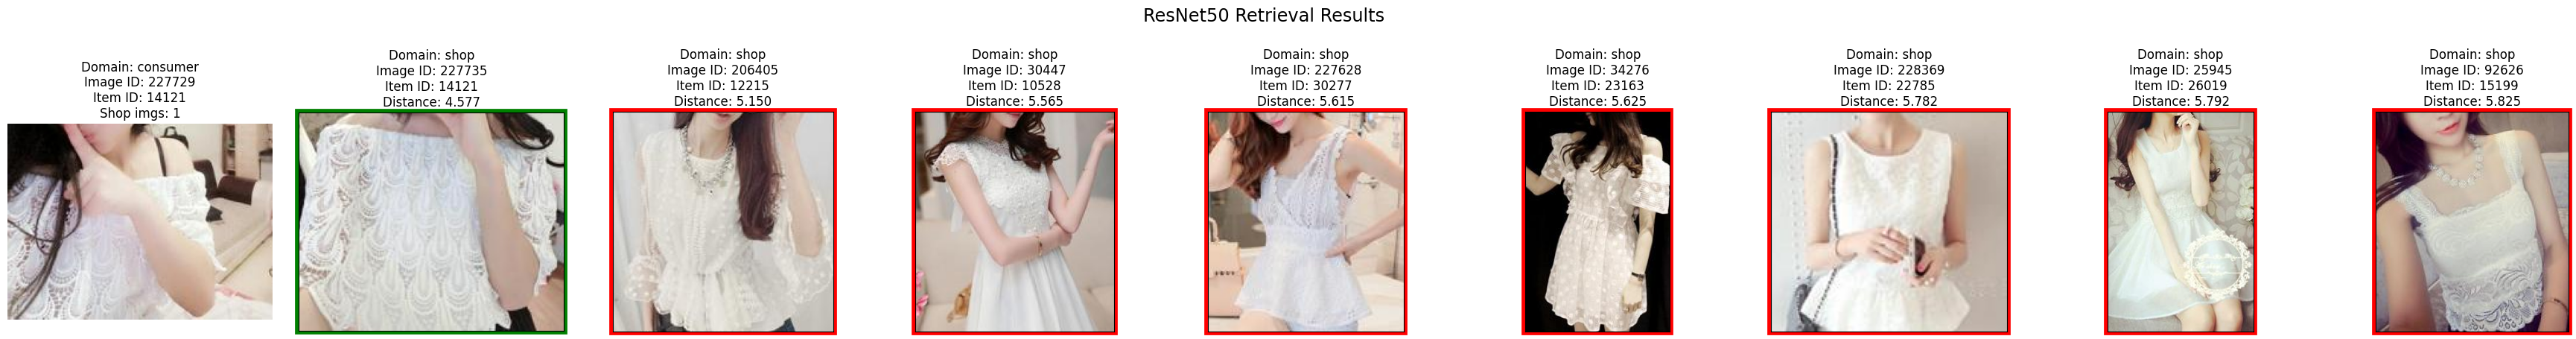 ResNet50 Retrieval Results
Domain: consumer
Image ID: 227729
Item ID: 14121
Shop imgs: 1
Domain: shop
Image ID: 227735
Item ID: 14121
Distance: 4.577
Domain: shop
Image ID: 206405
Item ID: 12215
Distance: 5.150
Domain: shop
Image ID: 30447
Item ID: 10528
Distance: 5.565
Domain: shop
Image ID: 227628
Item ID: 30277
Distance: 5.615
Domain: shop
Image ID: 34276
Item ID: 23163
Distance: 5.625
Domain: shop
Image ID: 228369
Item ID: 22785
Distance: 5.782
Domain: shop
Image ID: 25945
Item ID: 26019
Distance: 5.792
Domain: shop
Image ID: 92626
Item ID: 15199
Distance: 5.825